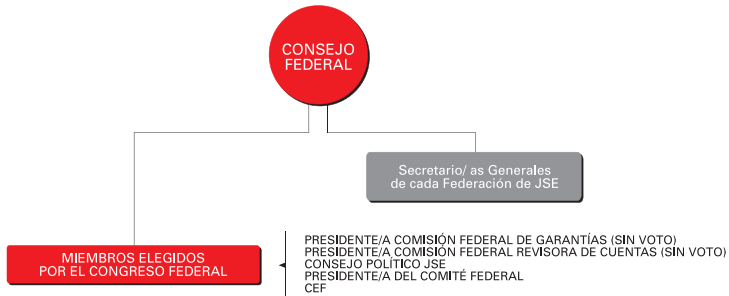 CONSEJO
FEDERAL
Secretario/ as Generales
de cada Federación de JSE
MIEMBROS ELEGIDOS
POR EL CONGRESO FEDERAL
PRESIDENTE/A COMISIÓN FEDERAL DE GARANTÍAS (SIN VOTO)
PRESIDENTE/A COMISIÓN FEDERAL REVISORA DE CUENTAS (SIN VOTO)
CONSEJO POLÍTICO JSE
PRESIDENTE/A DEL COMITÉ FEDERAL
CEF